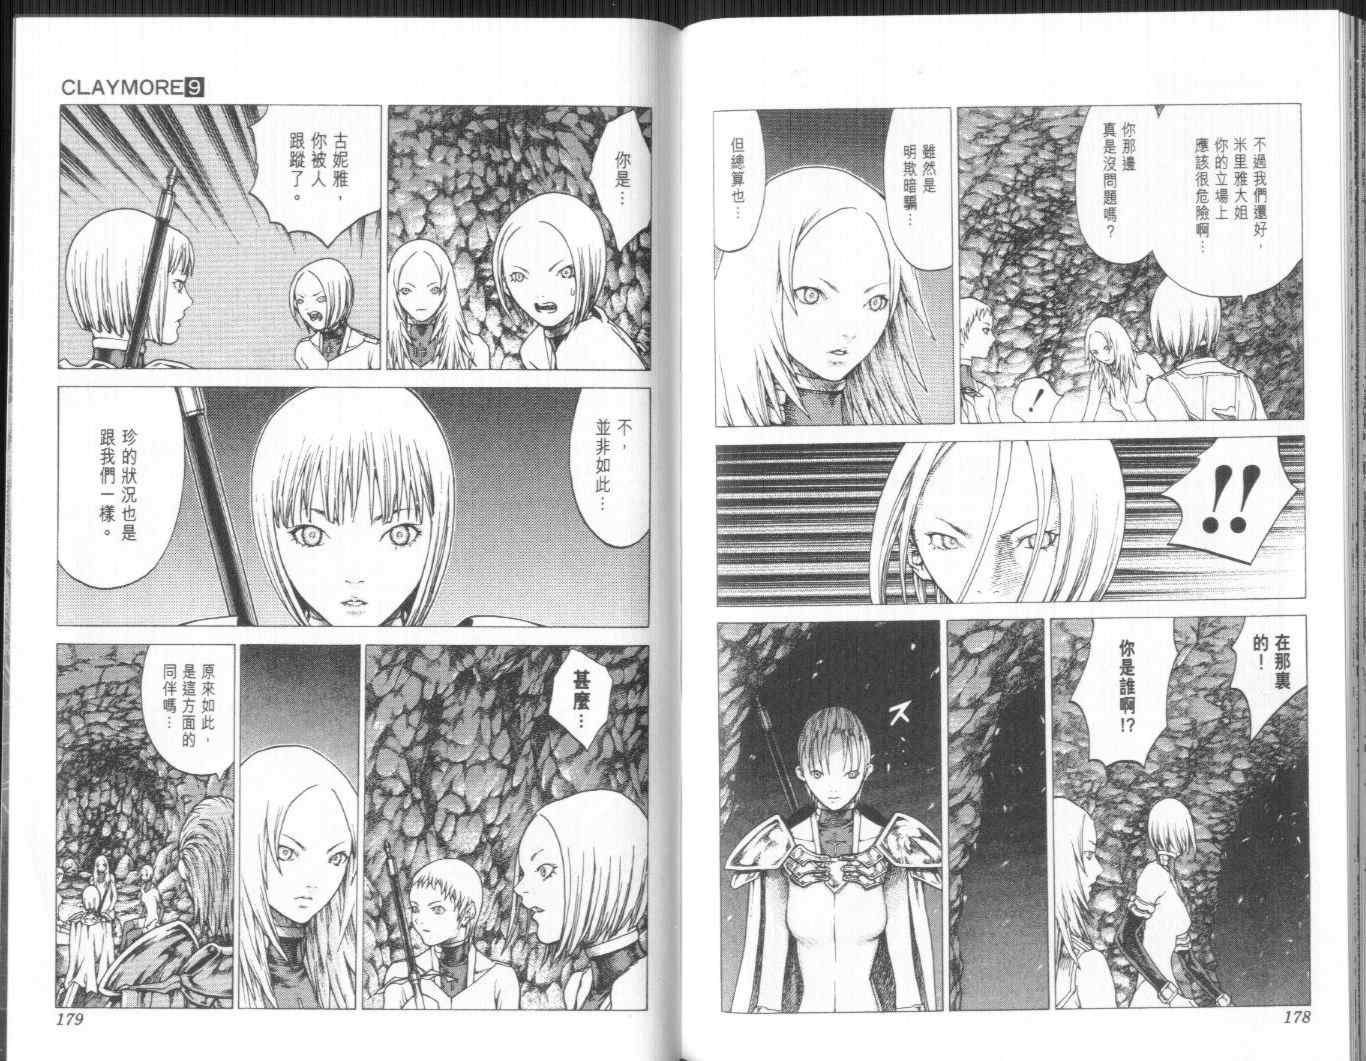 不過我們還好，
米里雅大姐
你的立場上
應該很危險啊…
你那邊
真是沒問題嗎？
！
雖然是
明欺暗騙…
但總算也…
!!
在那裏
的！
你是誰啊!?
ス
178
CLAYMORE9
你是…
古妮雅，
你被人
跟蹤了。
不，
並非如此…
珍的狀況也是
跟我們一樣。
甚麼…
原來如此，
是這方面的
同伴嗎…
179